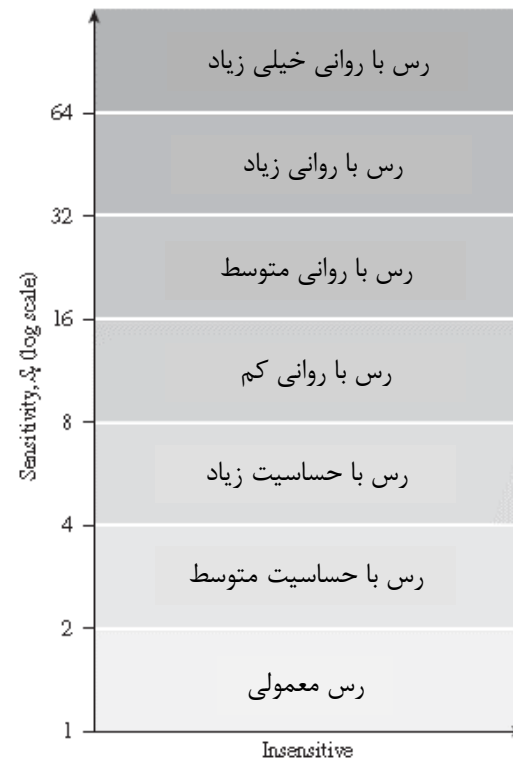 رس با روانی خیلی زیاد
64
رس با روانی زیاد
32
رس با روانی متوسط
16
رس با روانی کم
8
رس با حساسیت زیاد
4
رس با حساسیت متوسط
2
رس معمولی
1
Sensitivity, Sₜ (log scale)
Insensitive